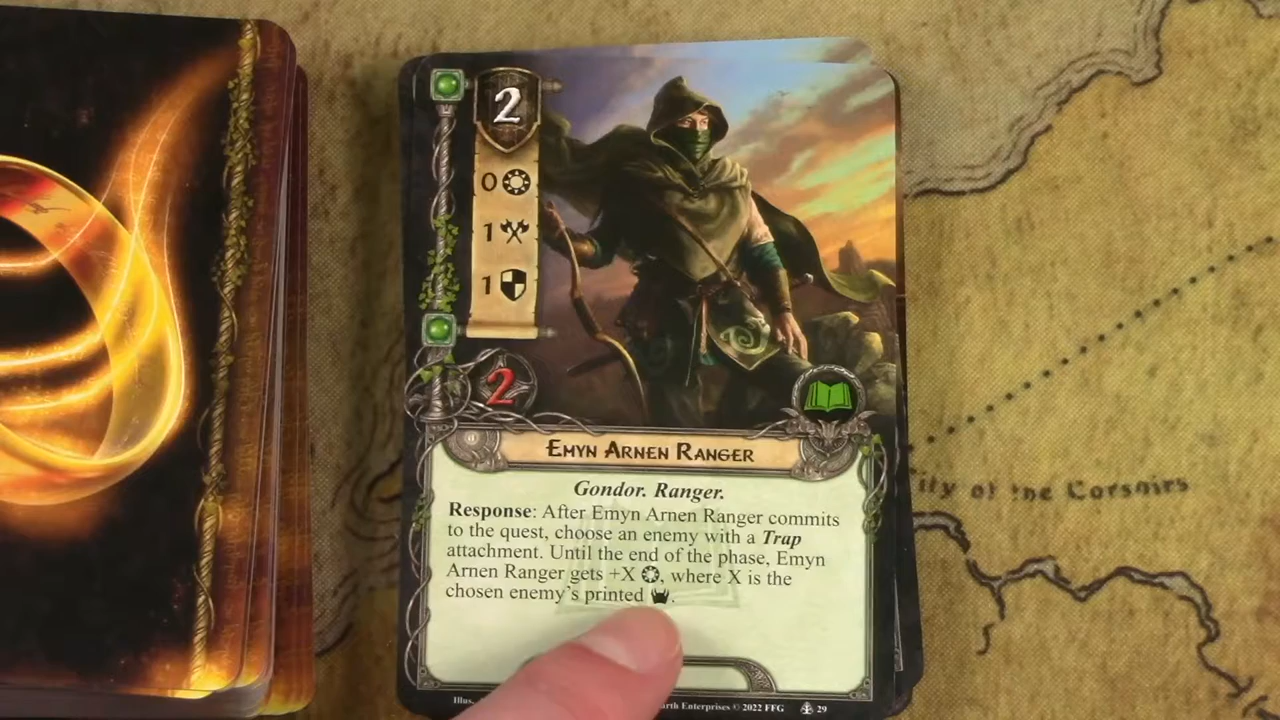 2
0
1
1
2
Emyn Arnen Ranger
Gondor. Ranger.
Response: After Emyn Arnen Ranger commits
to the quest, choose an enemy with a Trap
attachment. Until the end of the phase, Emyn
Arnen Ranger gets +X , where X is the
chosen enemy's printed .
Illus.
Enterprises © 2022 FFG 29
of the Corsairs